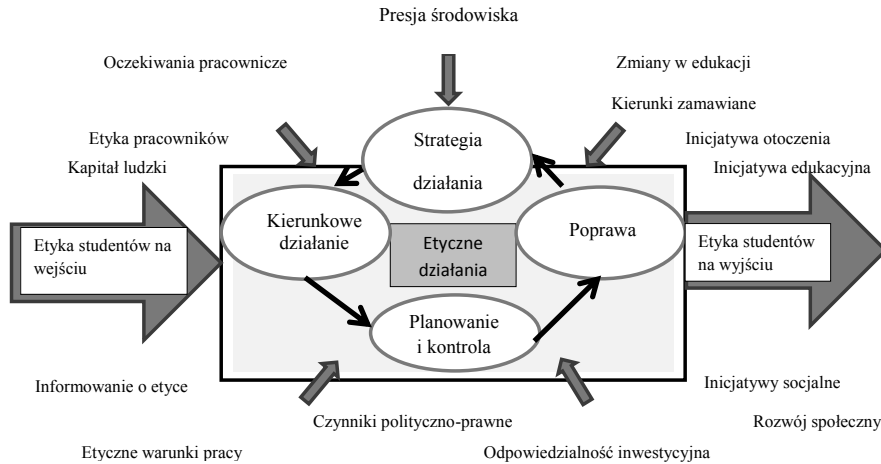 Presja środowiska
Oczekiwania pracownicze
Zmiany w edukacji
Kierunki zamawiane
Etyka pracowników
Strategia
działania
Inicjatywa otoczenia
Kapitał ludzki
Inicjatywa edukacyjna
Etyka studentów na
wejściu
Kierunkowe
działanie
Etyczne
działania
Poprawa
Etyka studentów
na wyjściu
Planowanie
i kontrola
Informowanie o etyce
Inicjatywy socjalne
Czynniki polityczno-prawne
Rozwój społeczny
Etyczne warunki pracy
Odpowiedzialność inwestycyjna